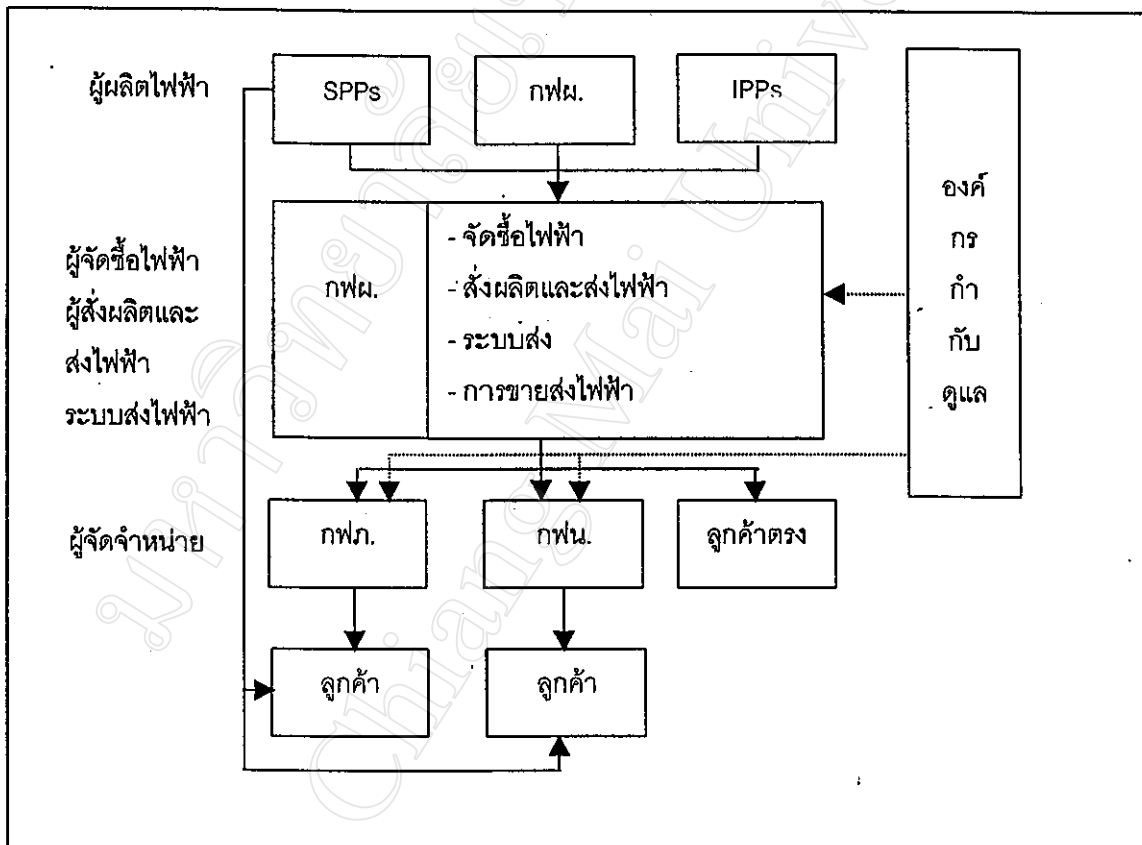 ผู้ผลิตไฟฟ้า
SPPs
กฟผ.
IPPs
องค์
กร
กำ
กับ
ดูแล
ผู้จัดซื้อไฟฟ้า
ผู้สั่งผลิตและ
ส่งไฟฟ้า
ระบบส่งไฟฟ้า
กฟผ.
- จัดซื้อไฟฟ้า
- สั่งผลิตและส่งไฟฟ้า
- ระบบส่ง
- การขายส่งไฟฟ้า
ผู้จัดจำหน่าย
กฟภ.
กฟน.
ลูกค้าตรง
ลูกค้า
ลูกค้า
Chiang Mai Unive